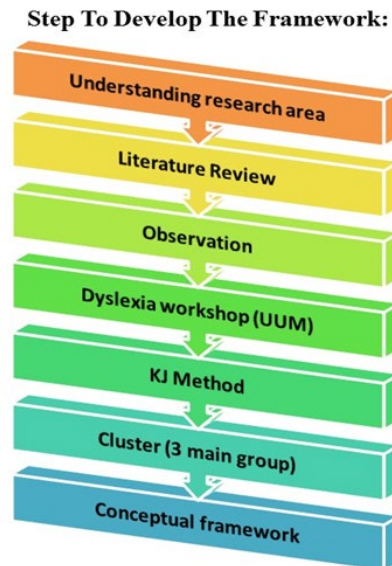 Step To Develop The Framework:
Understanding research area
Literature Review
Observation
Dyslexia workshop (UUM)
KJ Method
Cluster (3 main group)
Conceptual framework